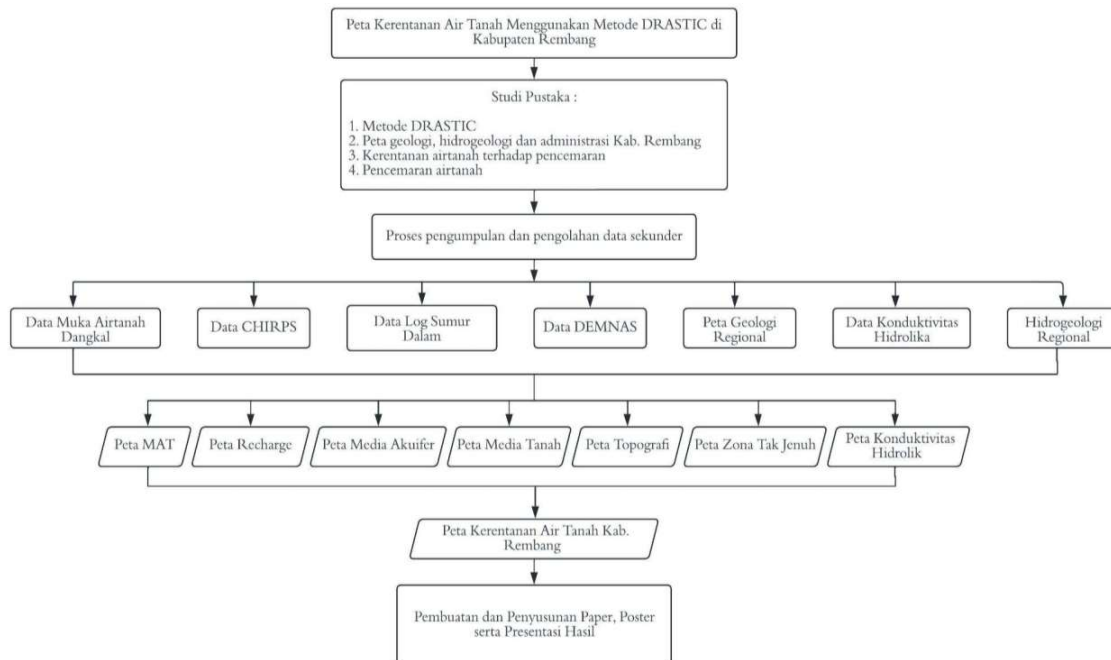 Peta Kerentanan Air Tanah Menggunakan Metode DRASTIC di
Kabupaten Rembang
Studi Pustaka :
1. Metode DRASTIC
2. Peta geologi, hidrogeologi dan administrasi Kab. Rembang
3. Kerentanan airtanah terhadap pencemaran
4. Pencemaran airtanah
Proses pengumpulan dan pengolahan data sekunder
Data Muka Airtanah
Dangkal
Data CHIRPS
Data Log Sumur
Dalam
Data DEMNAS
Peta Geologi
Regional
Data Konduktivitas
Hidrolika
Hidrogeologi
Regional
Peta MAT
Peta Recharge
Peta Media Akuifer
Peta Media Tanah
Peta Topografi
Peta Zona Tak Jenuh
Peta Konduktivitas
Hidrolik
Peta Kerentanan Air Tanah Kab.
Rembang
Pembuatan dan Penyusunan Paper, Poster
serta Presentasi Hasil